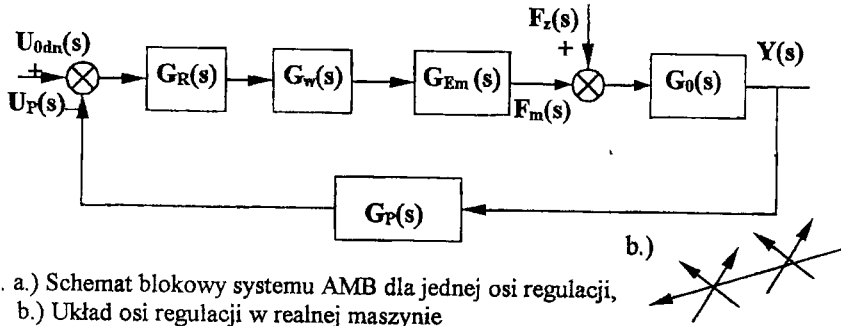 F_z(s)
U_0dn(s)
+
Y(s)
+
G_R(s)
G_w(s)
G_Em(s)
G_0(s)
U_P(s)
F_m(s)
G_P(s)
b.)
. a.) Schemat blokowy systemu AMB dla jednej osi regulacji,
b.) Układ osi regulacji w realnej maszynie